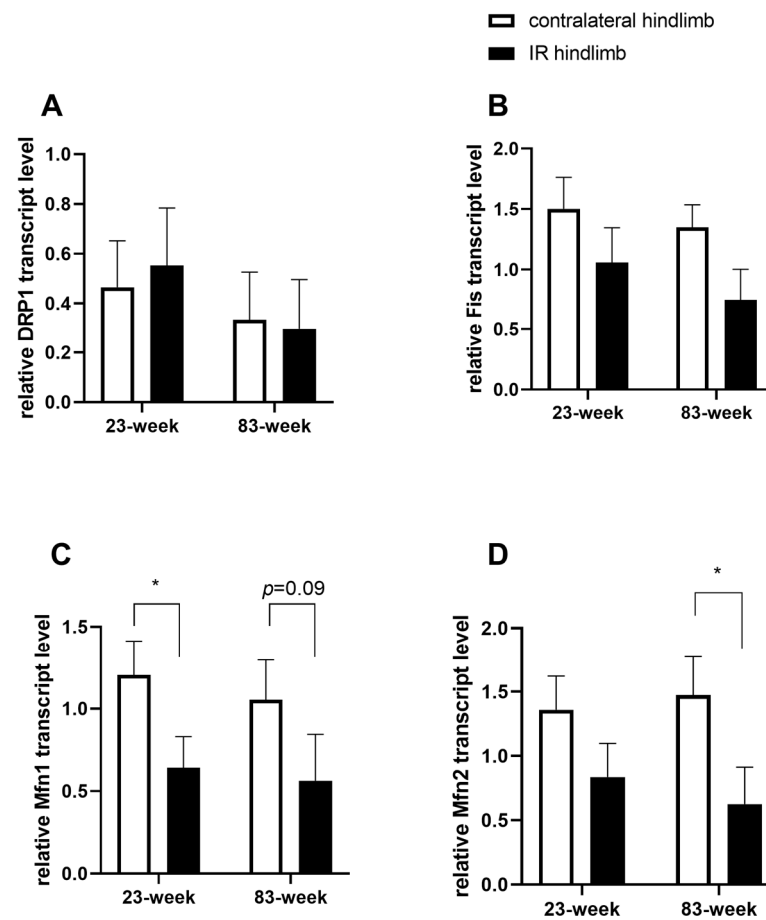 contralateral hindlimb
IR hindlimb
A
relative DRP1 transcript level
1.0
0.8
0.6
0.4
0.2
0.0
23-week
83-week
B
relative Fis transcript level
2.0
1.5
1.0
0.5
0.0
23-week
83-week
C
relative Mfn1 transcript level
*
p=0.09
1.5
1.0
0.5
0.0
23-week
83-week
D
relative Mfn2 transcript level
*
2.0
1.5
1.0
0.5
0.0
23-week
83-week